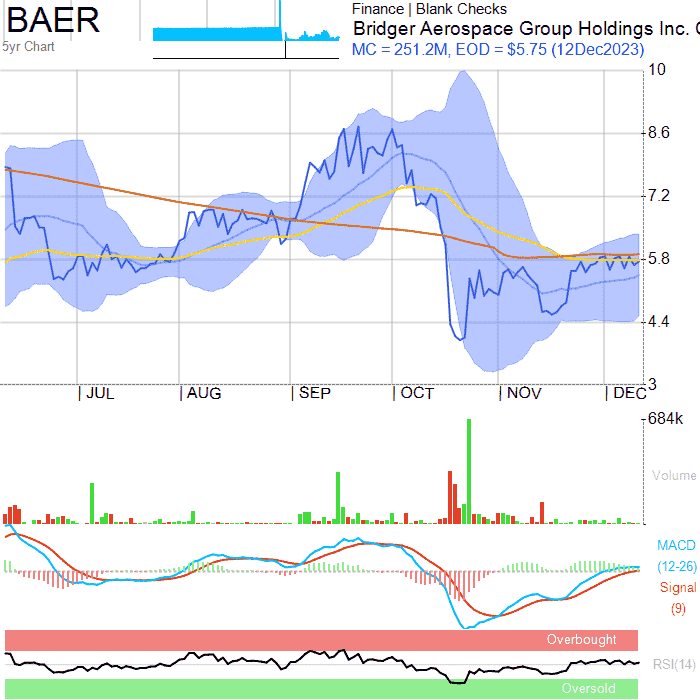 BAER
5yr Chart
Finance | Blank Checks
Bridger Aerospace Group Holdings Inc.
MC = 251.2M, EOD = $5.75 (12Dec2023)
10
8.6
7.2
5.8
4.4
3
JUL
AUG
SEP
OCT
NOV
DEC
684k
Volume
MACD
(12-26)
Signal
(9)
Overbought
RSI(14)
Oversold